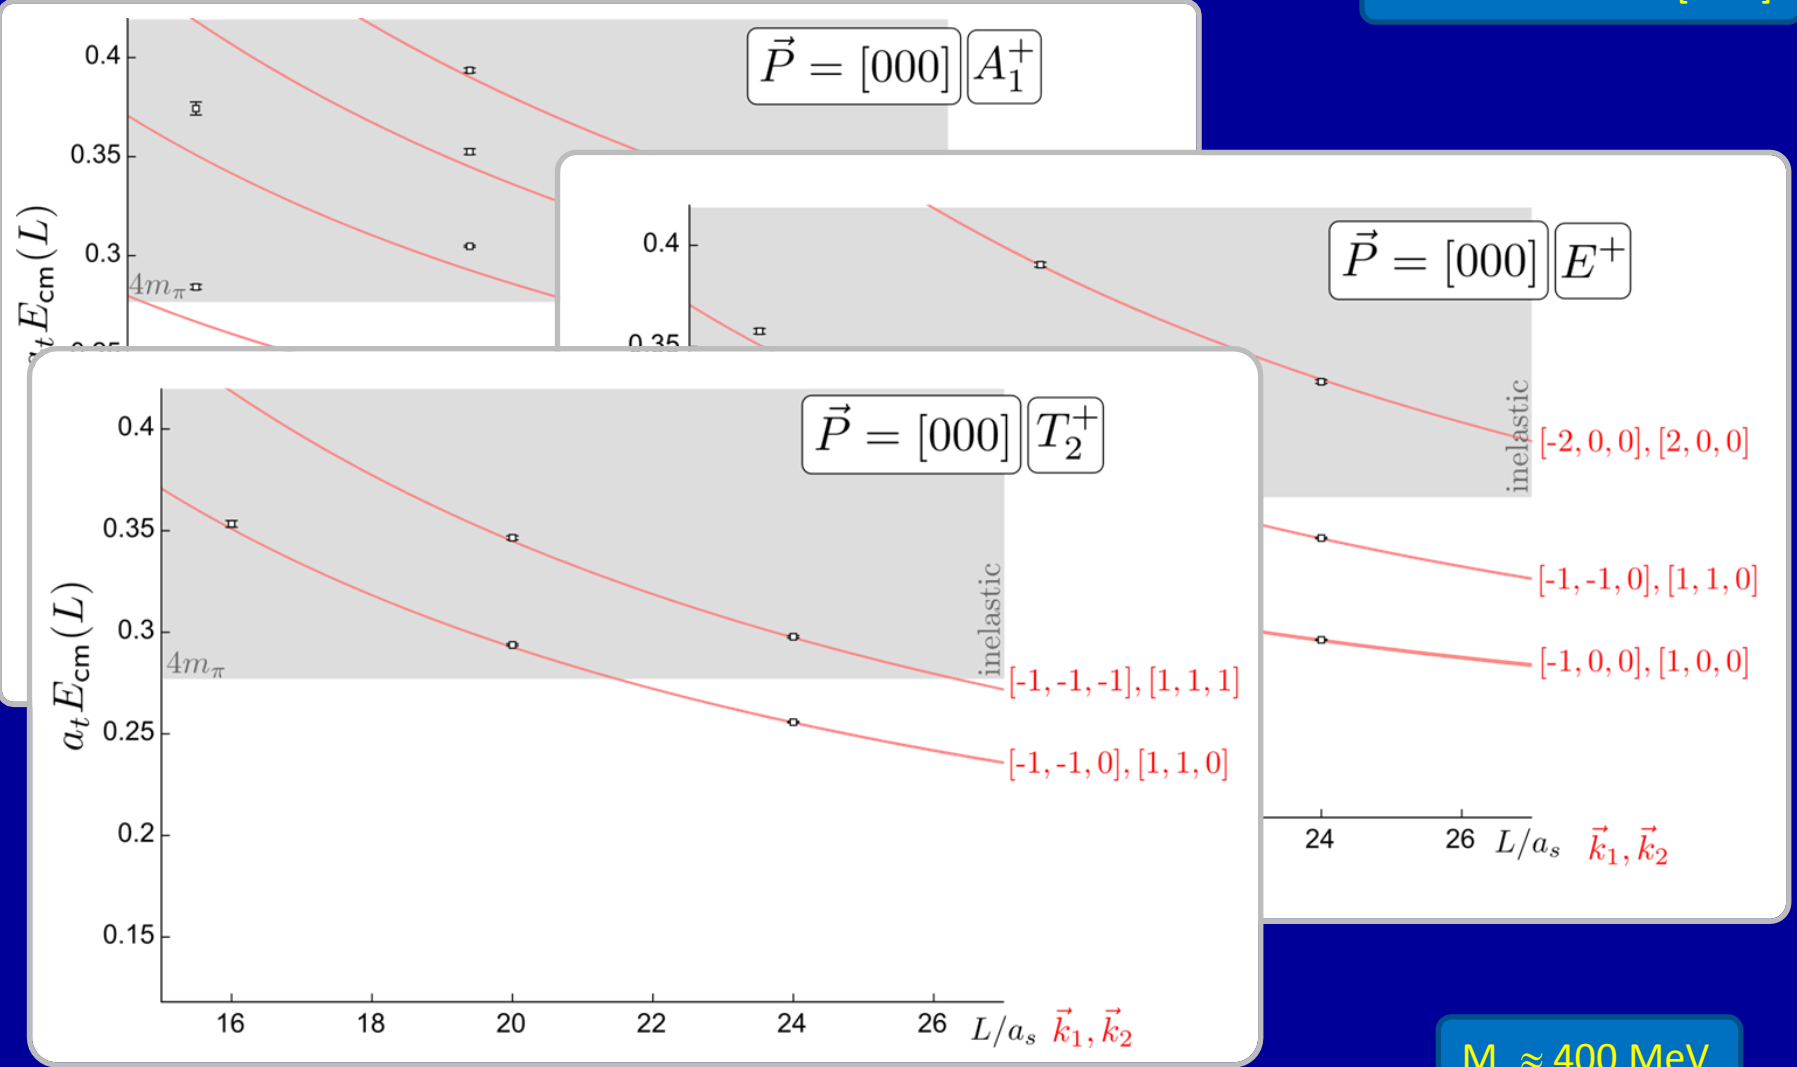 [
]
P⃗ = [000] A₁⁺
0.4
0.35
0.3
4mπ
aₜE_cm(L)
P⃗ = [000] E⁺
0.4
0.35
inelastic
[-2, 0, 0], [2, 0, 0]
[-1, -1, 0], [1, 1, 0]
[-1, 0, 0], [1, 0, 0]
24 26 L/aₛ k⃗₁, k⃗₂
P⃗ = [000] T₂⁺
0.4
0.35
0.3
0.25
0.2
0.15
4mπ
aₜE_cm(L)
inelastic
[-1, -1, -1], [1, 1, 1]
[-1, -1, 0], [1, 1, 0]
16 18 20 22 24 26 L/aₛ k⃗₁, k⃗₂
M ≈ 400 MeV